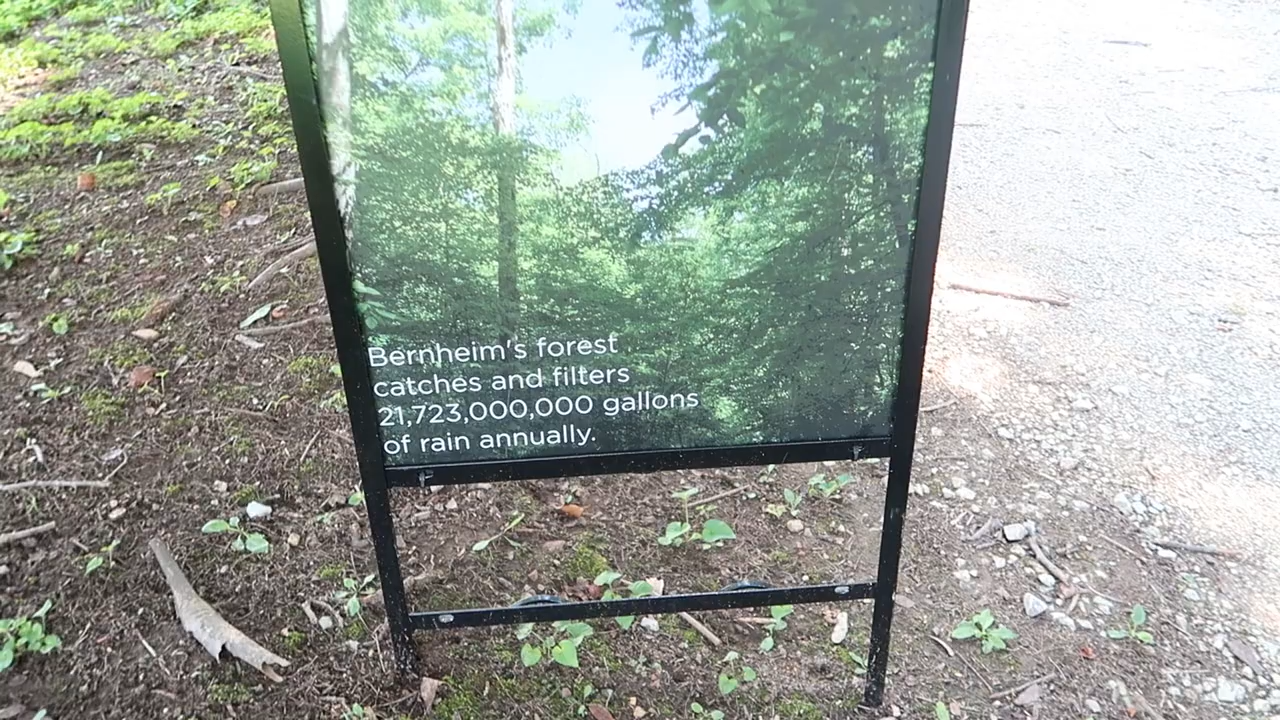 Bernheim's forest
catches and filters
21,723,000,000 gallons
of rain annually.